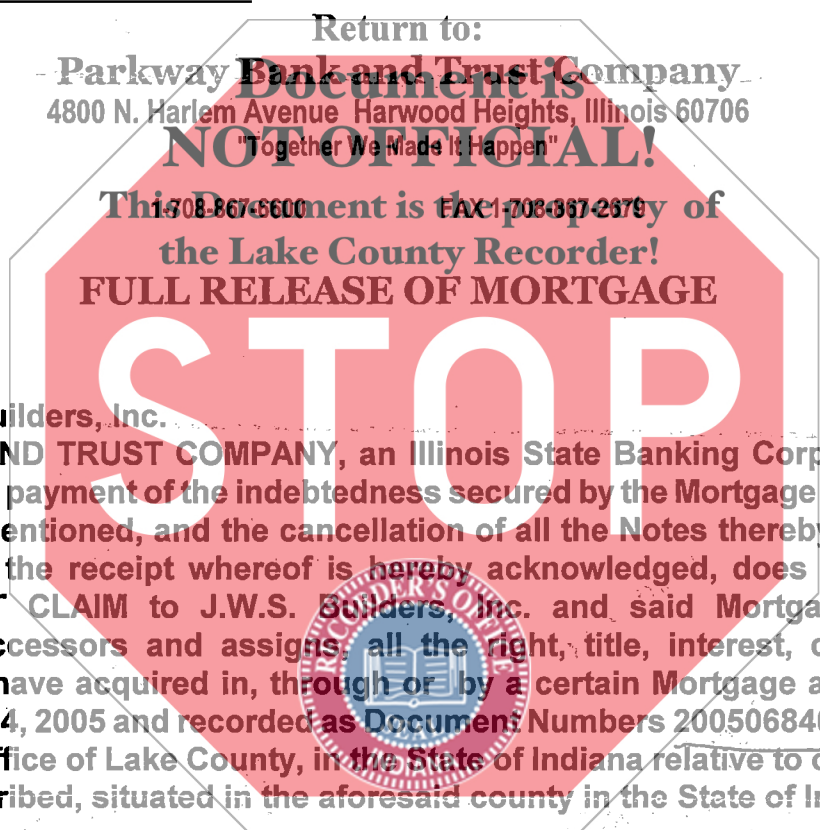 Return to:
Parkway Bank and Trust Company
Document is
4800 N. Harlem Avenue Harwood Heights, Illinois 60706
NOT OFFICIAL!
"Together We Made It Happen"
This Document is the property of
1-708-867-6600 FAX 1-708-867-2679
the Lake County Recorder!
FULL RELEASE OF MORTGAGE
STOP
uilders, Inc.
ND TRUST COMPANY, an Illinois State Banking Corp
payment of the indebtedness secured by the Mortgage
entioned, and the cancellation of all the Notes thereby
the receipt whereof is hereby acknowledged, does
CLAIM to J.W.S. Builders, Inc. and said Mortga
cessors and assigns, all the right, title, interest, c
have acquired in, through or by a certain Mortgage a
4, 2005 and recorded as Document Numbers 200506840
ffice of Lake County, in the State of Indiana relative to
ribed, situated in the aforesaid county in the State of I
RECORDER'S OFFICE
INDIANA